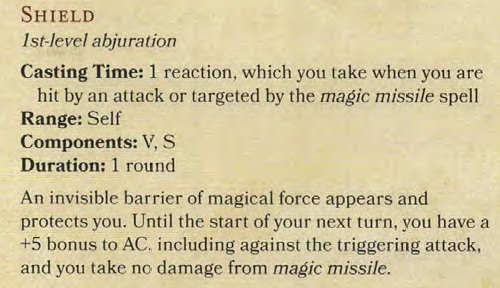 SHIELD
1st-level abjuration
Casting Time: 1 reaction, which you take when you are
hit by an attack or targeted by the magic missile spell
Range: Self
Components: V, S
Duration: 1 round
An invisible barrier of magical force appears and
protects you. Until the start of your next turn, you have a
+5 bonus to AC, including against the triggering attack,
and you take no damage from magic missile.